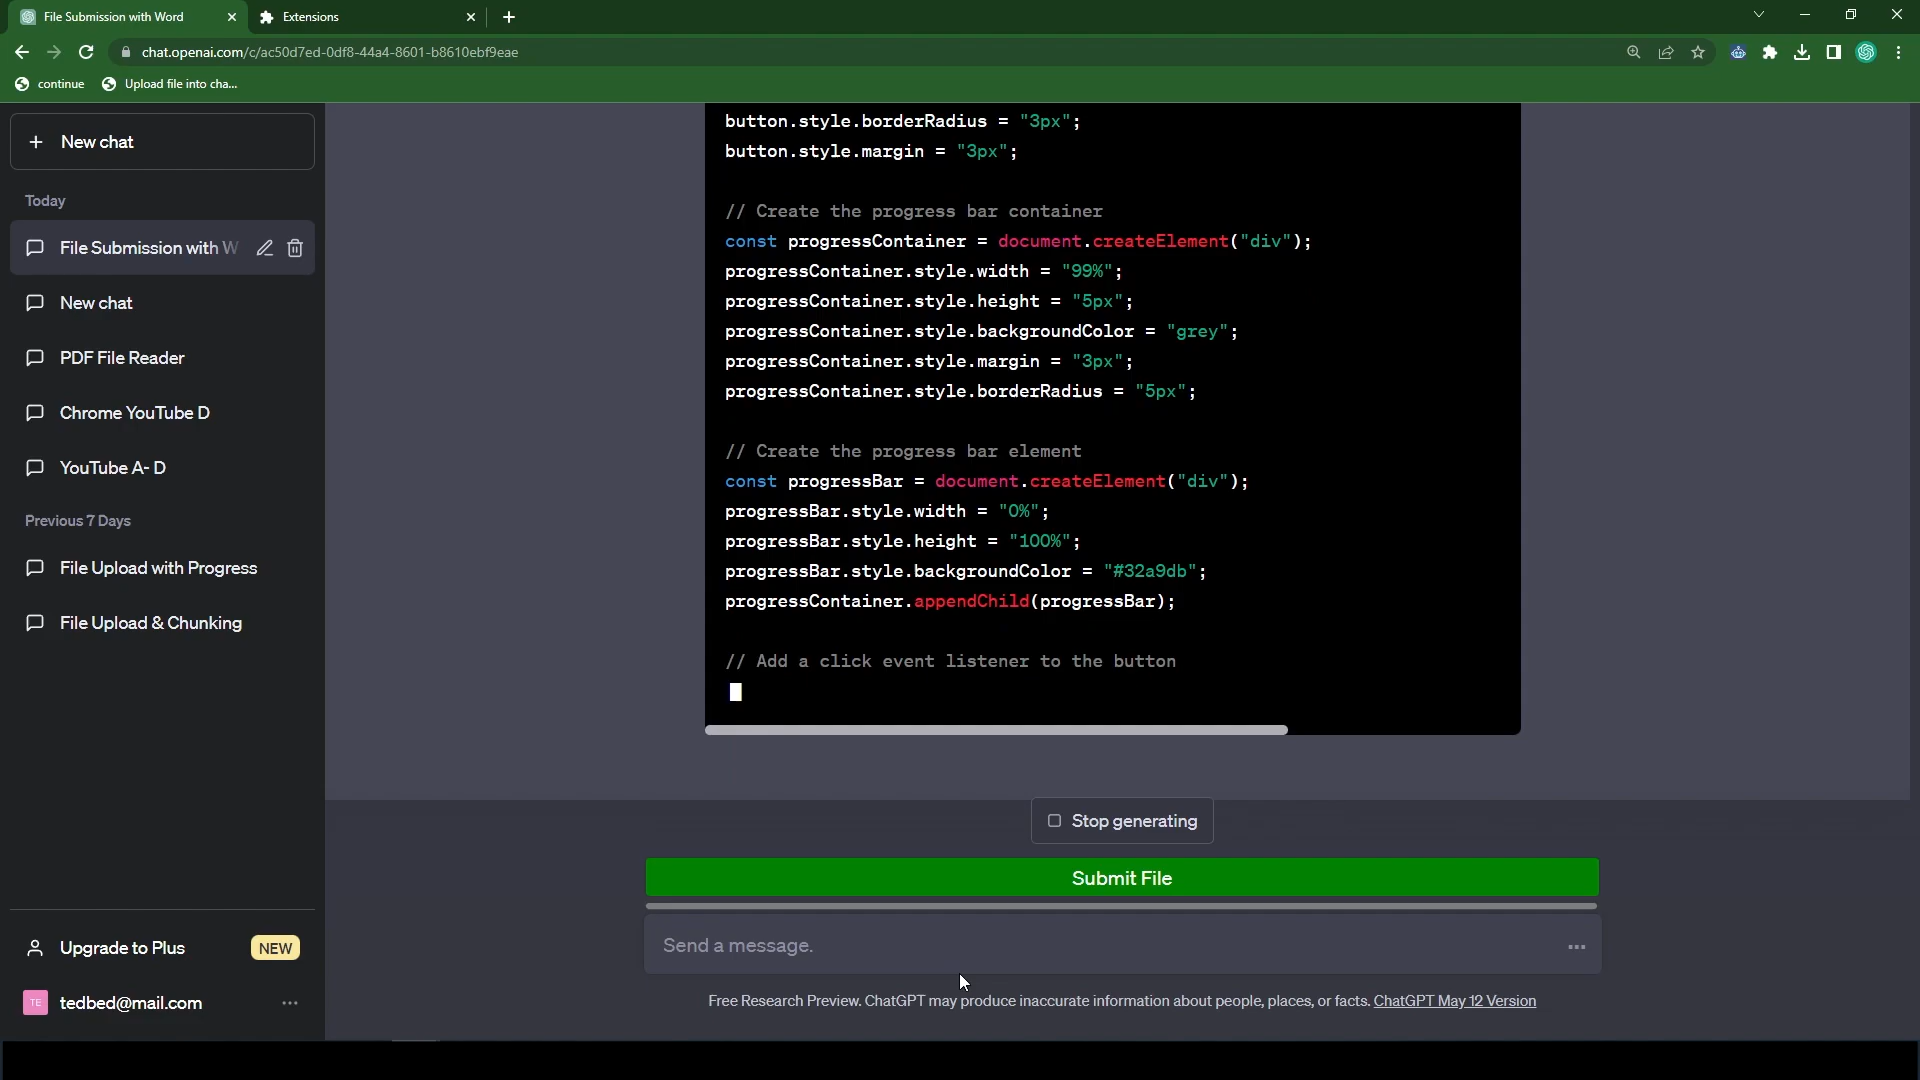 File Submission with Word
Extensions
chat.openai.com/c/ac50d7ed-0df8-44a4-8601-b8610ebf9eae
continue
Upload file into cha...
+ New chat
Today
File Submission with W
New chat
PDF File Reader
Chrome YouTube D
YouTube A- D
Previous 7 Days
File Upload with Progress
File Upload & Chunking
Upgrade to Plus
NEW
TE
tedbed@mail.com
button.style.borderRadius = "3px";
button.style.margin = "3px";
// Create the progress bar container
const progressContainer = document.createElement("div");
progressContainer.style.width = "99%";
progressContainer.style.height = "5px";
progressContainer.style.backgroundColor = "grey";
progressContainer.style.margin = "3px";
progressContainer.style.borderRadius = "5px";
// Create the progress bar element
const progressBar = document.createElement("div");
progressBar.style.width = "0%";
progressBar.style.height = "100%";
progressBar.style.backgroundColor = "#32a9db";
progressContainer.appendChild(progressBar);
// Add a click event listener to the button
Stop generating
Submit File
Send a message.
Free Research Preview. ChatGPT may produce inaccurate information about people, places, or facts. ChatGPT May 12 Version